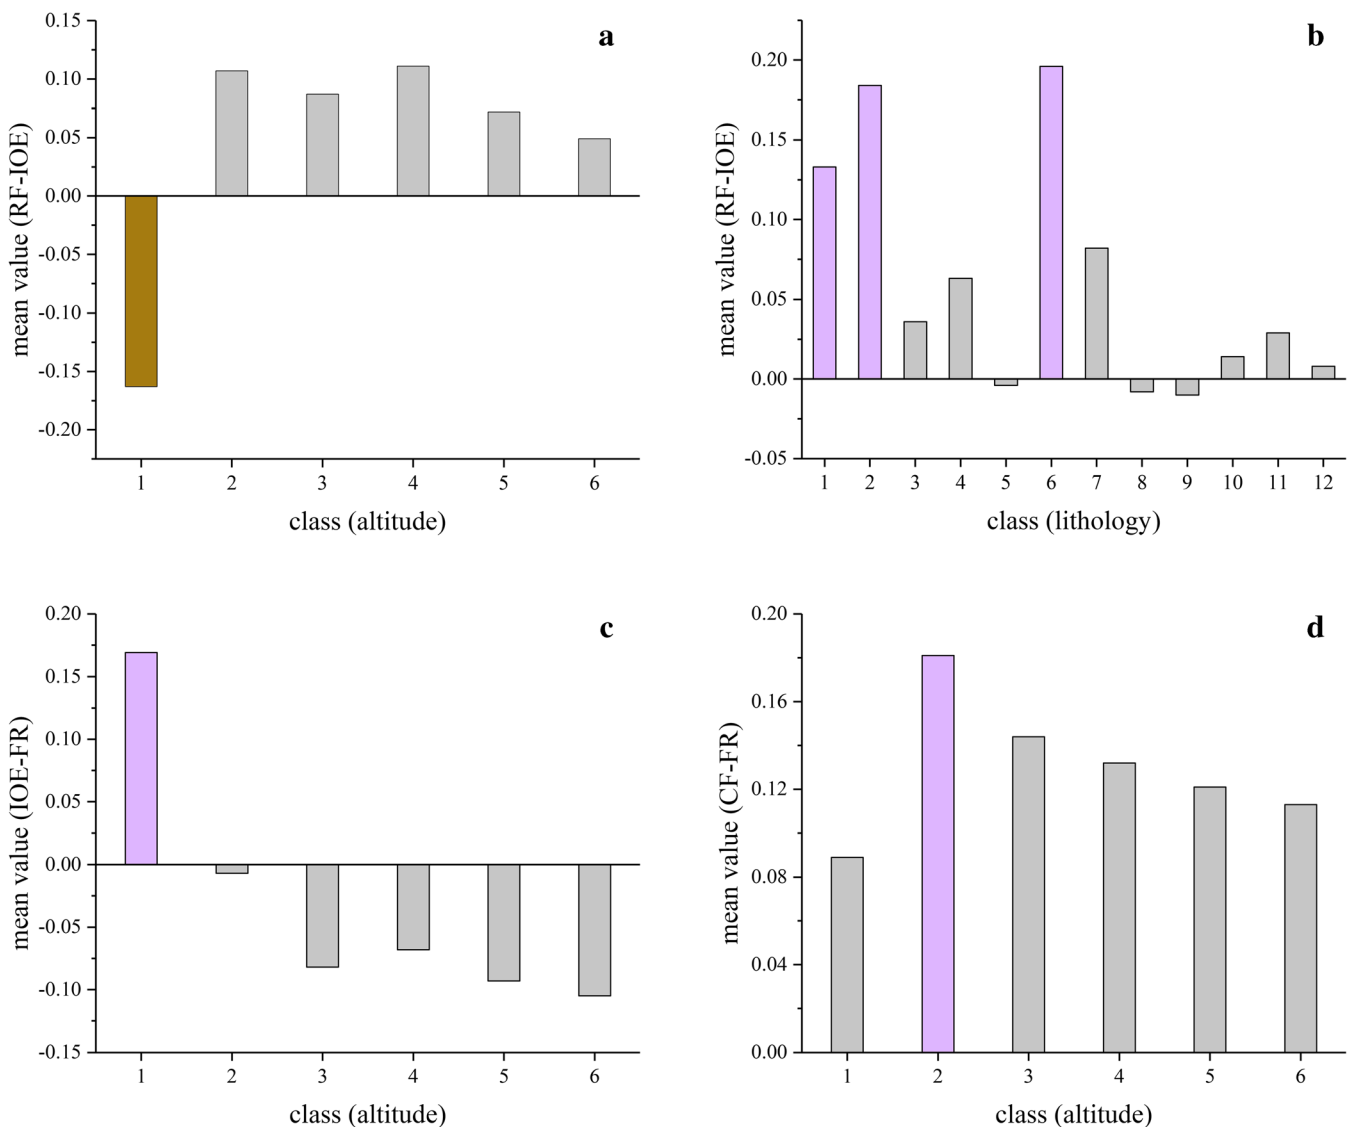 a
0.15
0.10
0.05
0.00
-0.05
-0.10
-0.15
-0.20
mean value (RF-IOE)
1 2 3 4 5 6
class (altitude)
b
0.20
0.15
0.10
0.05
0.00
-0.05
mean value (RF-IOE)
1 2 3 4 5 6 7 8 9 10 11 12
class (lithology)
c
0.20
0.15
0.10
0.05
0.00
-0.05
-0.10
-0.15
mean value (IOE-FR)
1 2 3 4 5 6
class (altitude)
d
0.20
0.16
0.12
0.08
0.04
0.00
mean value (CF-FR)
1 2 3 4 5 6
class (altitude)